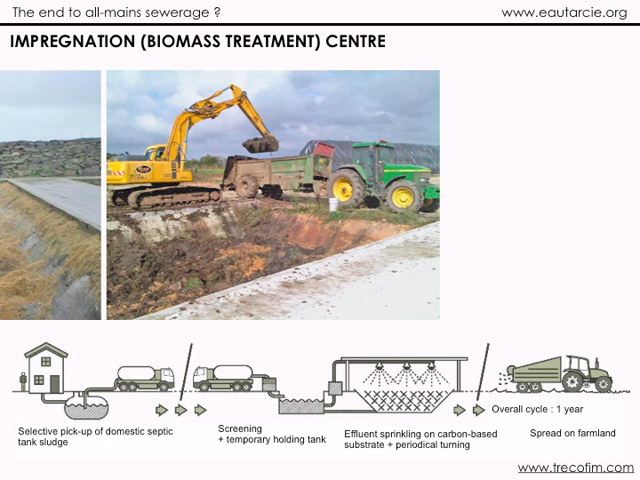 The end to all-mains sewerage ?
www.eautarcie.org
IMPREGNATION (BIOMASS TREATMENT) CENTRE
Overall cycle : 1 year
Selective pick-up of domestic septic
tank sludge
Screening
+ temporary holding tank
Effluent sprinkling on carbon-based
substrate + periodical turning
Spread on farmland
www.trecofim.com